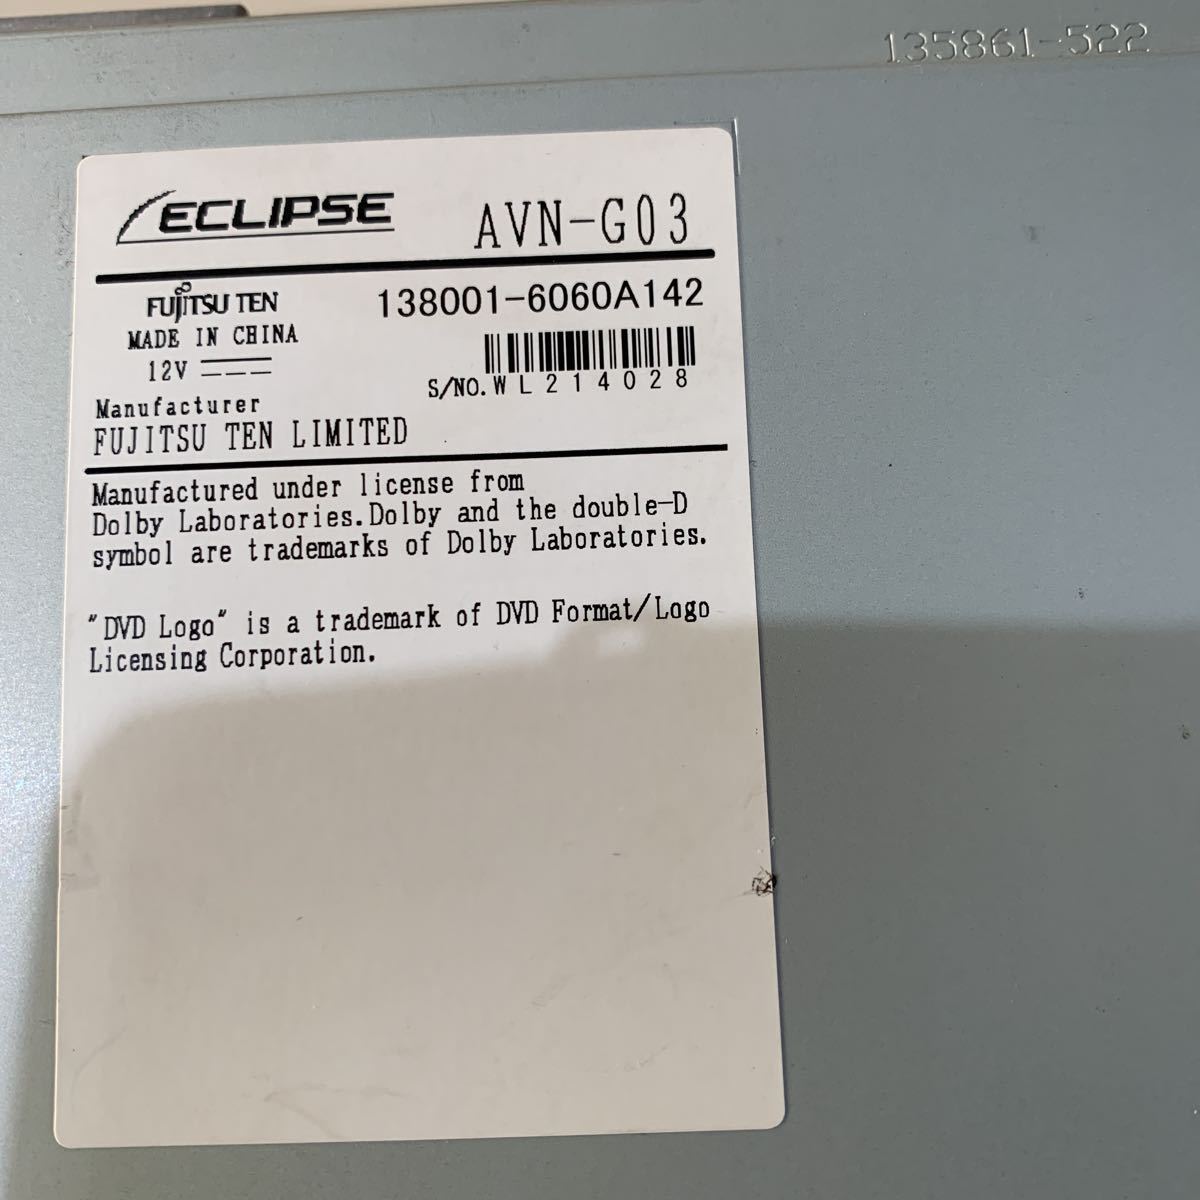 135861-522
ECLIPSE AVN-G03
FUJITSU TEN 138001-6060A142
MADE IN CHINA
12V
S/NO. WL214028
Manufacturer
FUJITSU TEN LIMITED
Manufactured under license from
Dolby Laboratories.Dolby and the double-D
symbol are trademarks of Dolby Laboratories.
"DVD Logo" is a trademark of DVD Format/Logo
Licensing Corporation.